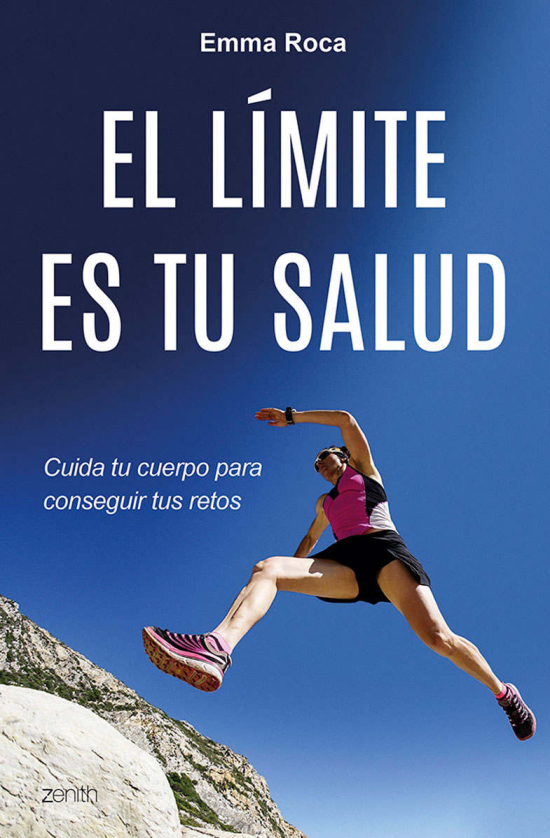 Emma Roca
EL LÍMITE
ES TU SALUD
Cuida tu cuerpo para
conseguir tus retos
zenith